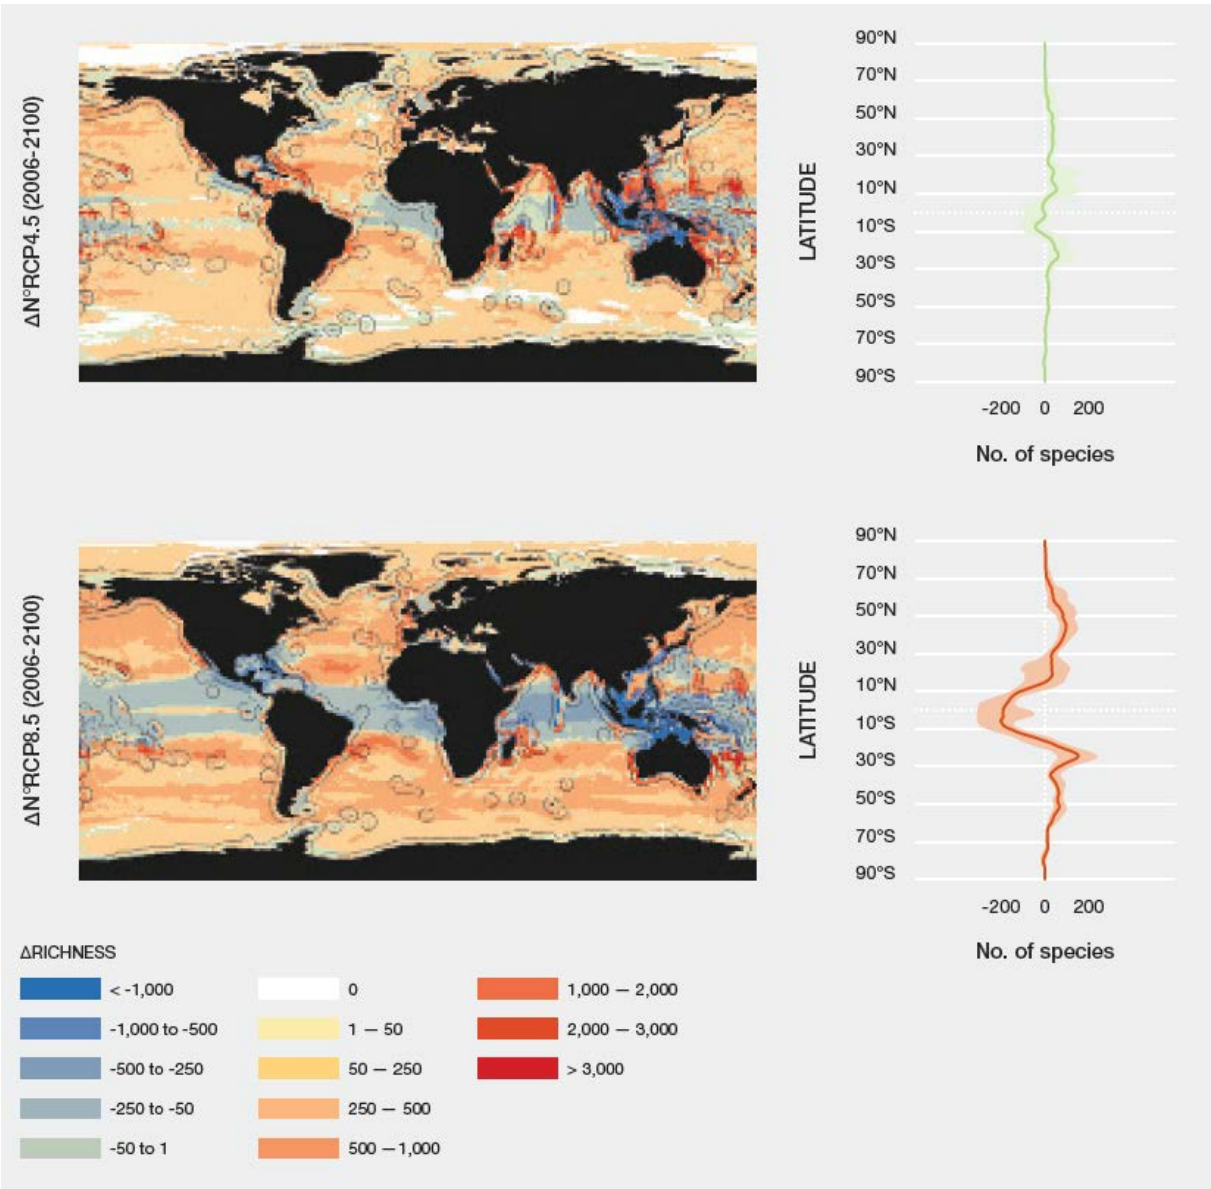 ΔN°RCP4.5 (2006-2100)
LATITUDE
90°N
70°N
50°N
30°N
10°N
10°S
30°S
50°S
70°S
90°S
-200 0 200
No. of species
ΔN°RCP8.5 (2006-2100)
LATITUDE
90°N
70°N
50°N
30°N
10°N
10°S
30°S
50°S
70°S
90°S
-200 0 200
No. of species
ΔRICHNESS
< -1,000
-1,000 to -500
-500 to -250
-250 to -50
-50 to 1
0
1 — 50
50 — 250
250 — 500
500 —1,000
1,000 — 2,000
2,000 — 3,000
> 3,000